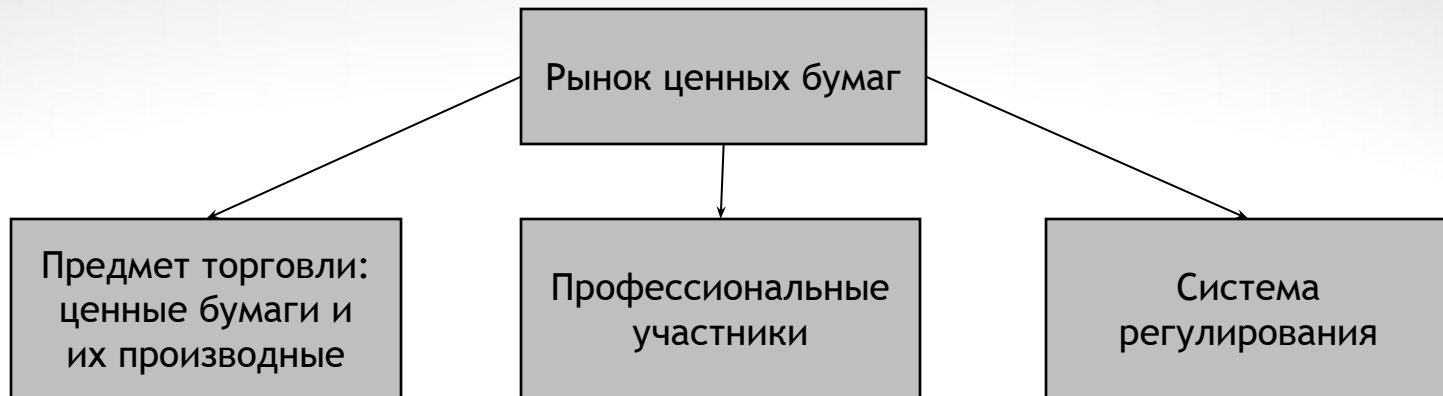 Рынок ценных бумаг
Предмет торговли:
ценные бумаги и
их производные
Профессиональные
участники
Система
регулирования